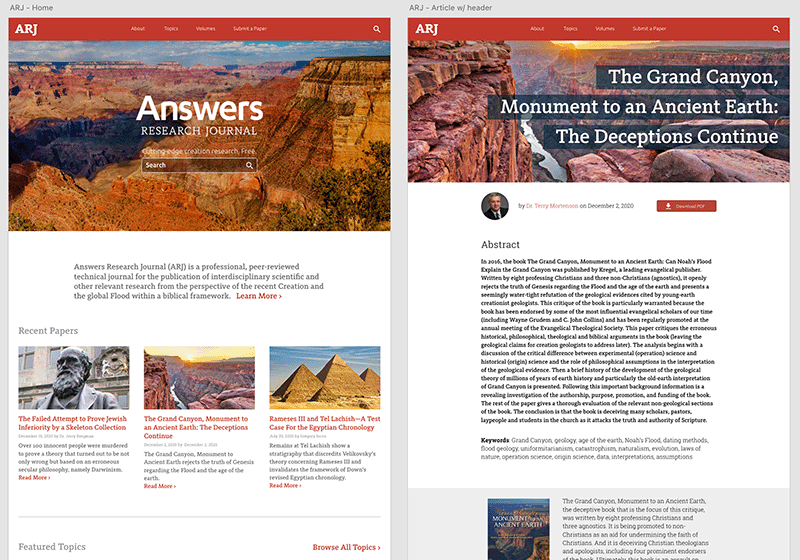 ARJ - Home
ARJ
About
Topics
Volumes
Submit a Paper
Answers
RESEARCH JOURNAL
Cutting-edge creation research. Free.
Search
Answers Research Journal (ARJ) is a professional, peer-reviewed
technical journal for the publication of interdisciplinary scientific and
other relevant research from the perspective of the recent Creation and
the global Flood within a biblical framework. Learn More ›
Recent Papers
The Failed Attempt to Prove Jewish
Inferiority by a Skeleton Collection
Over 100 innocent people were murdered
to prove a theory that turned out to be not
only wrong but based on an erroneous
secular philosophy, namely Darwinism.
Read More ›
The Grand Canyon, Monument to
an Ancient Earth: The Deceptions
Continue
December 2, 2020 by Dr. Terry Mortenson
The Grand Canyon, Monument to an Ancient
Earth rejects the truth of Genesis
regarding the Flood and the age of the
earth.
Read More ›
Rameses III and Tel Lachish—A Test
Case For the Egyptian Chronology
Remains at Tel Lachish show a
stratigraphy that discredits Velikovsky's
theory concerning Rameses III and
invalidates the framework of Down's
revised Egyptian chronology.
Read More ›
Featured Topics
Browse All Topics ›
ARJ - Article w/ header
ARJ
About
Topics
Volumes
Submit a Paper
The Grand Canyon,
Monument to an Ancient Earth:
The Deceptions Continue
by Dr. Terry Mortenson on December 2, 2020
Download PDF
Abstract
In 2016, the book The Grand Canyon, Monument to an Ancient Earth: Can Noah's Flood
Explain the Grand Canyon was published by Kregel, a leading evangelical publisher.
Written by eight professing Christians and three non-Christians (agnostics), it openly
rejects the truth of Genesis regarding the Flood and the age of the earth and presents a
seemingly water-tight refutation of the geological evidences cited by young-earth
creationist geologists. This critique of the book is particularly warranted because the
book has been endorsed by some of the most influential evangelical scholars of our time
(including Wayne Grudem and C. John Collins) and has been regularly promoted at the
annual meeting of the Evangelical Theological Society. This paper critiques the erroneous
historical, philosophical, theological and biblical arguments in the book (leaving the
geological claims for creation geologists to address later). The analysis begins with a
discussion of the critical difference between experimental (operation) science and
historical (origin) science and the role of philosophical assumptions in the interpretation
of the geological evidence. Then a brief history of the development of the geological
theory of millions of years of earth history and particularly the old-earth interpretation
of Grand Canyon is presented. Following this important background information is a
revealing investigation of the authorship, purpose, promotion, and funding of the book.
The rest of the paper gives a thorough evaluation of the relevant non-geological sections
of the book. The conclusion is that the book is deceiving many scholars, pastors,
laypeople and students in the church as it attacks the truth and authority of Scripture.
Keywords: Grand Canyon, geology, age of the earth, Noah's Flood, dating methods,
flood geology, uniformitarianism, catastrophism, naturalism, evolution, laws of
nature, operation science, origin science, data, interpretations, assumptions
MONUMENT TO AN
ANCIENT EARTH
The Grand Canyon, Monument to an Ancient Earth,
the deceptive book that is the focus of this critique,
was written by eight professing Christians and
three agnostics. It is being promoted to non-
Christians as an aid for undermining the faith of
Christians. And it is deceiving Christian theologians
and apologists, including four prominent endorsers